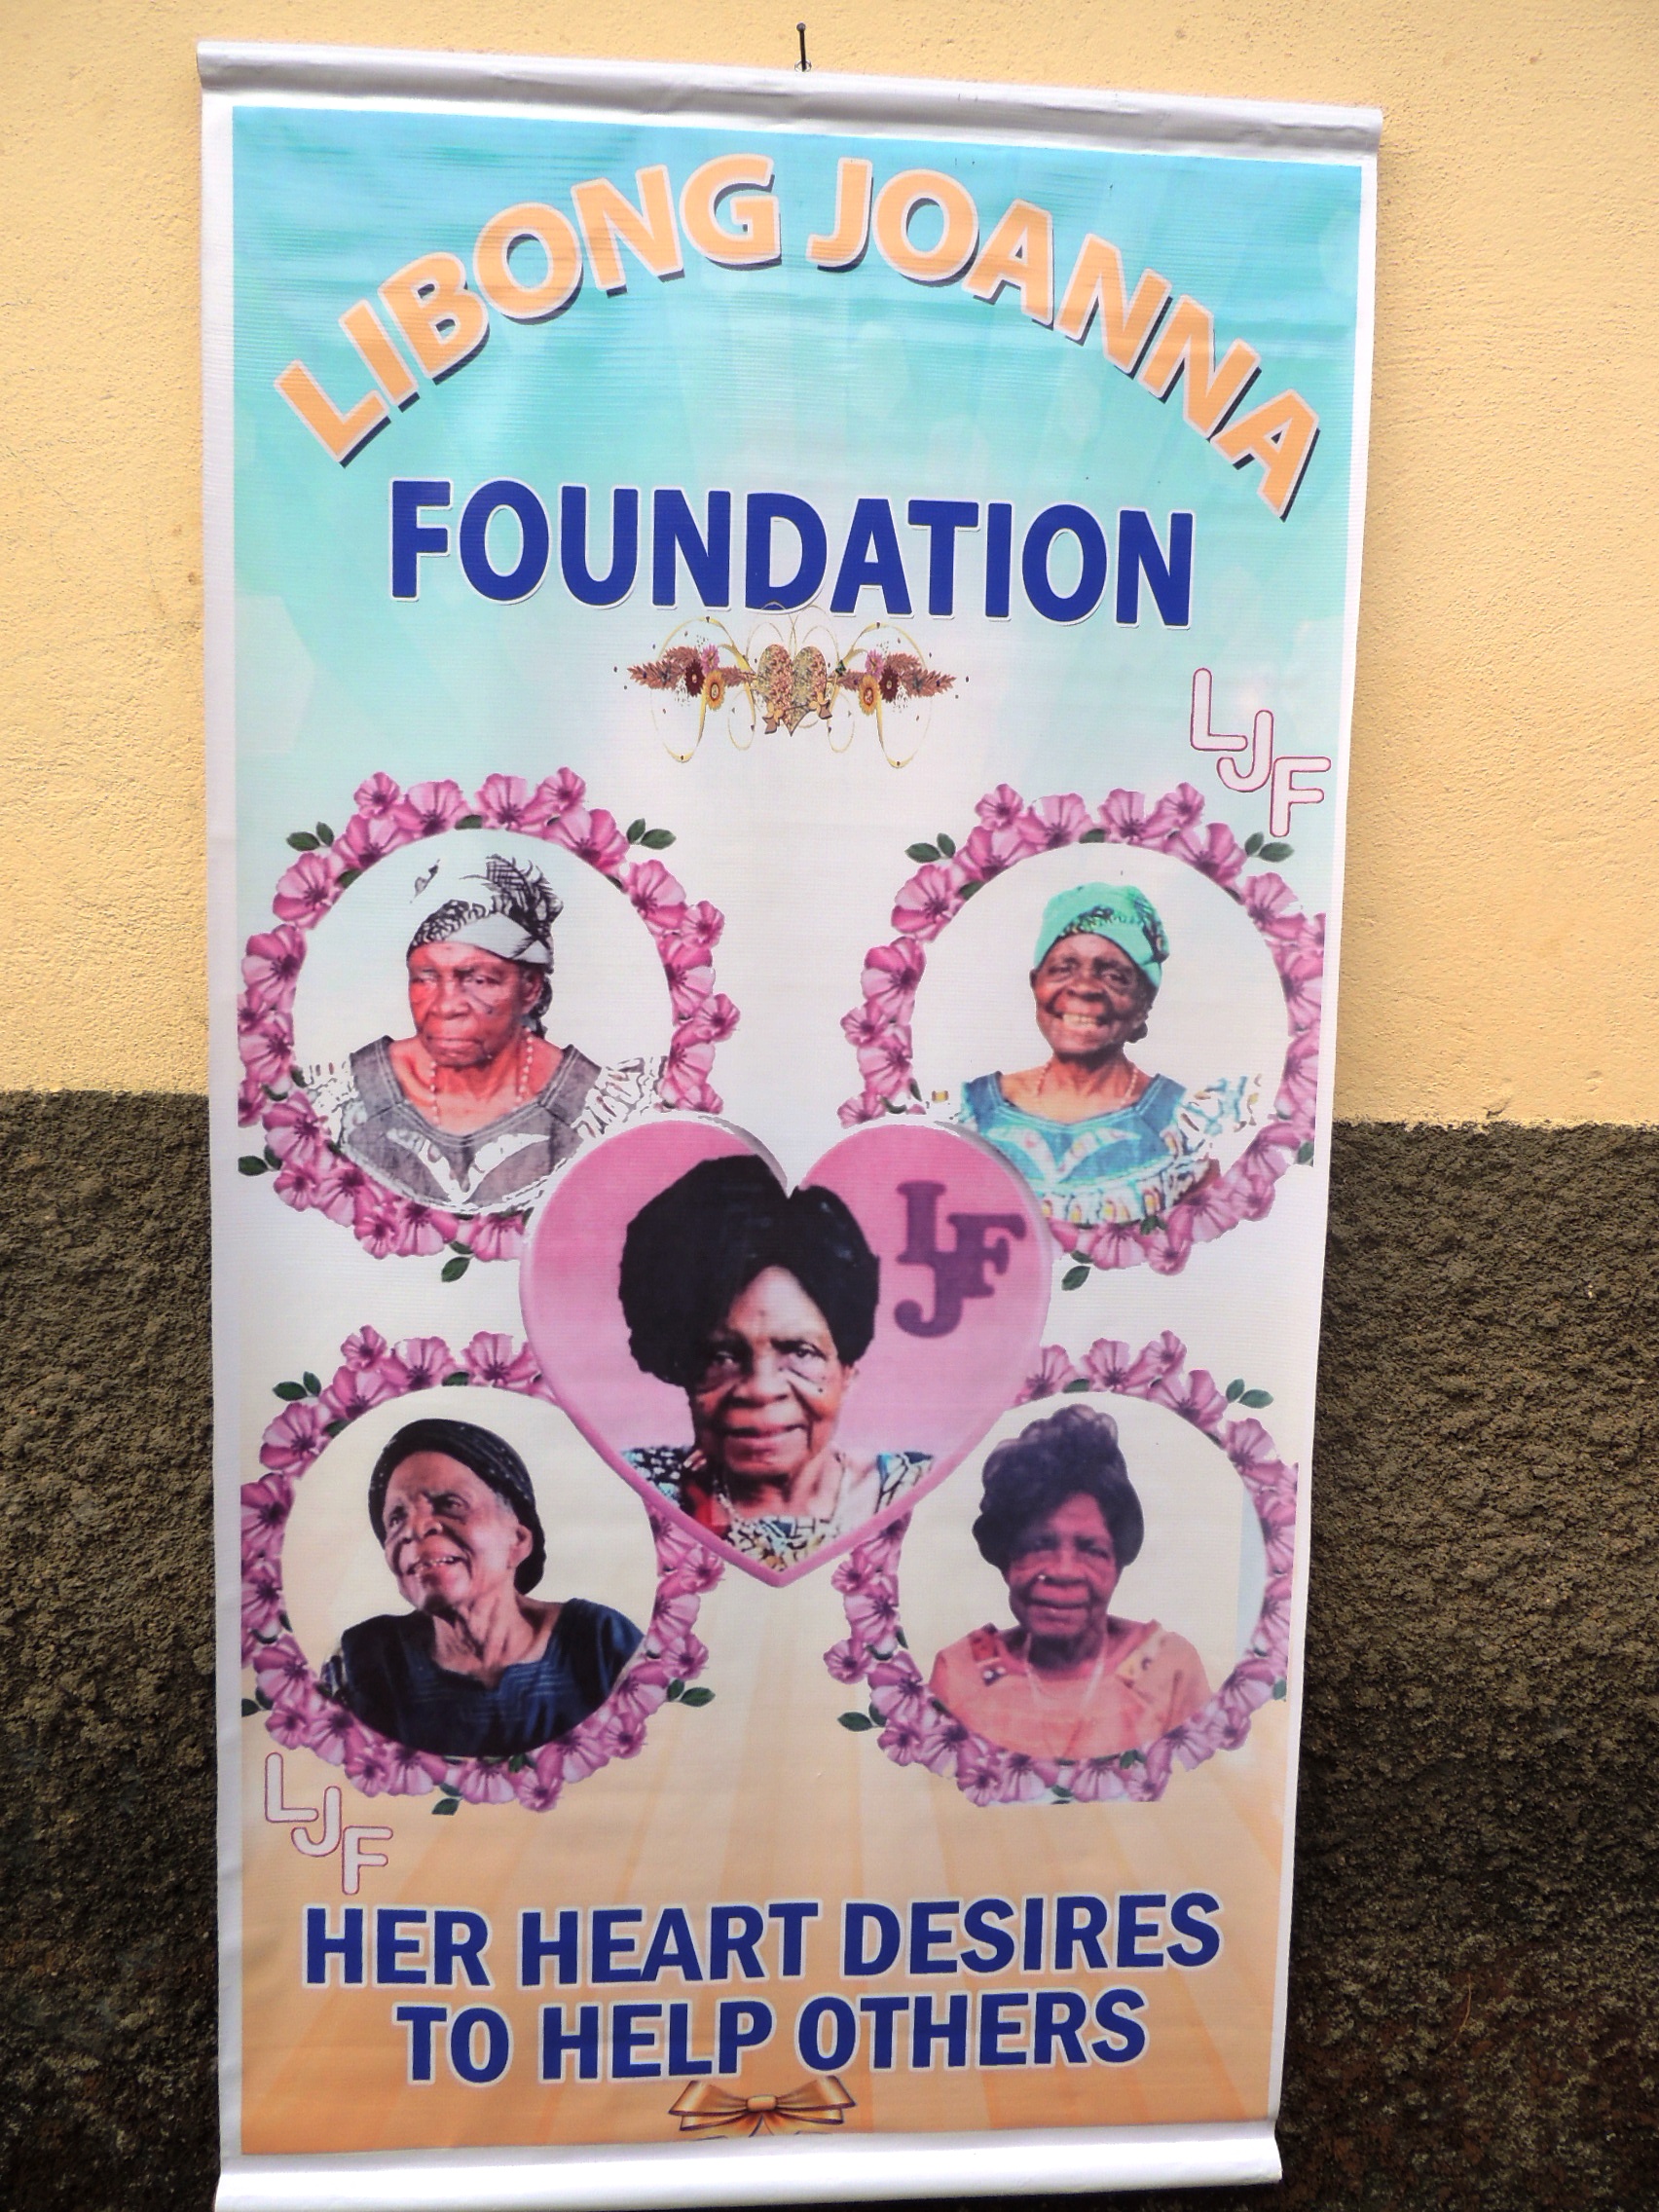 LIBONG JOANNA
FOUNDATION
LJF
LJF
LJF
HER HEART DESIRES
TO HELP OTHERS